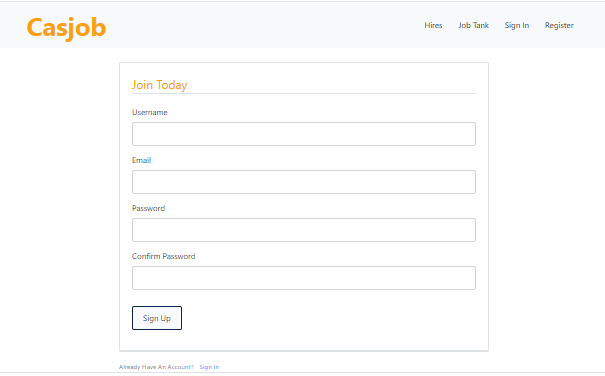 Casjob
Hires Job Tank Sign In Register
Join Today
Username
Email
Password
Confirm Password
Sign Up
Already Have An Account? Sign In